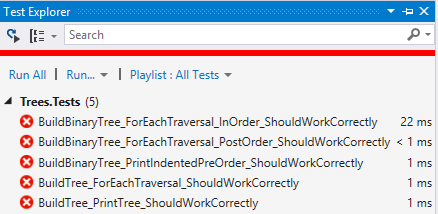 Test Explorer
Search
Run All | Run... | Playlist : All Tests
Trees.Tests (5)
BuildBinaryTree_ForEachTraversal_InOrder_ShouldWorkCorrectly 22 ms
BuildBinaryTree_ForEachTraversal_PostOrder_ShouldWorkCorrectly < 1 ms
BuildBinaryTree_PrintIndentedPreOrder_ShouldWorkCorrectly 1 ms
BuildTree_ForEachTraversal_ShouldWorkCorrectly 1 ms
BuildTree_PrintTree_ShouldWorkCorrectly 1 ms